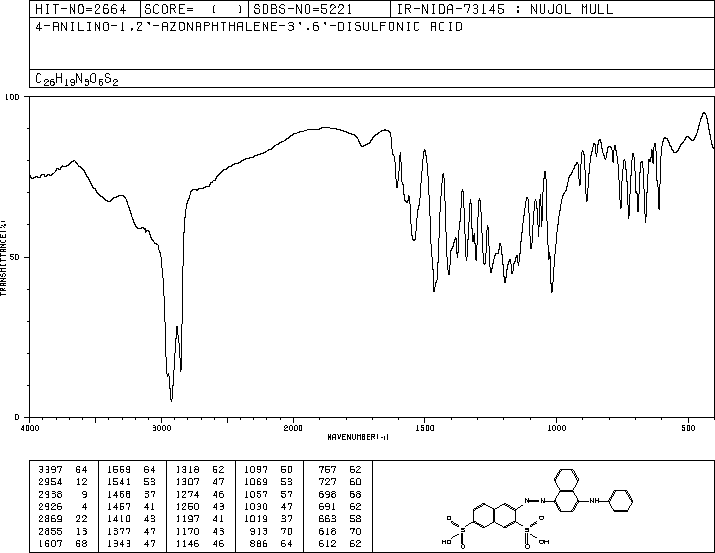 HIT-NO=2664 SCORE= ( ) SDBS-NO=5221 IR-NIDA-73145 : NUJOL MULL
4-ANILINO-1,2'-AZONAPHTHALENE-3',6'-DISULFONIC ACID
C26H19N3O6S2
100
50
0
TRANSMITTANCE(%)
4000 3000 2000 1500 1000 500
WAVENUMBER(-1)
3397 64 1569 64 1318 52 1097 50 757 62
2954 12 1541 53 1307 47 1069 53 727 60
2938 9 1468 37 1274 46 1057 57 698 68
2926 4 1457 41 1250 43 1030 47 691 62
2869 22 1410 43 1197 41 1019 37 663 58
2855 13 1377 47 1170 43 913 70 618 70
1607 68 1343 47 1146 46 886 64 612 62
N N NH
O O
HO S S OH
O O